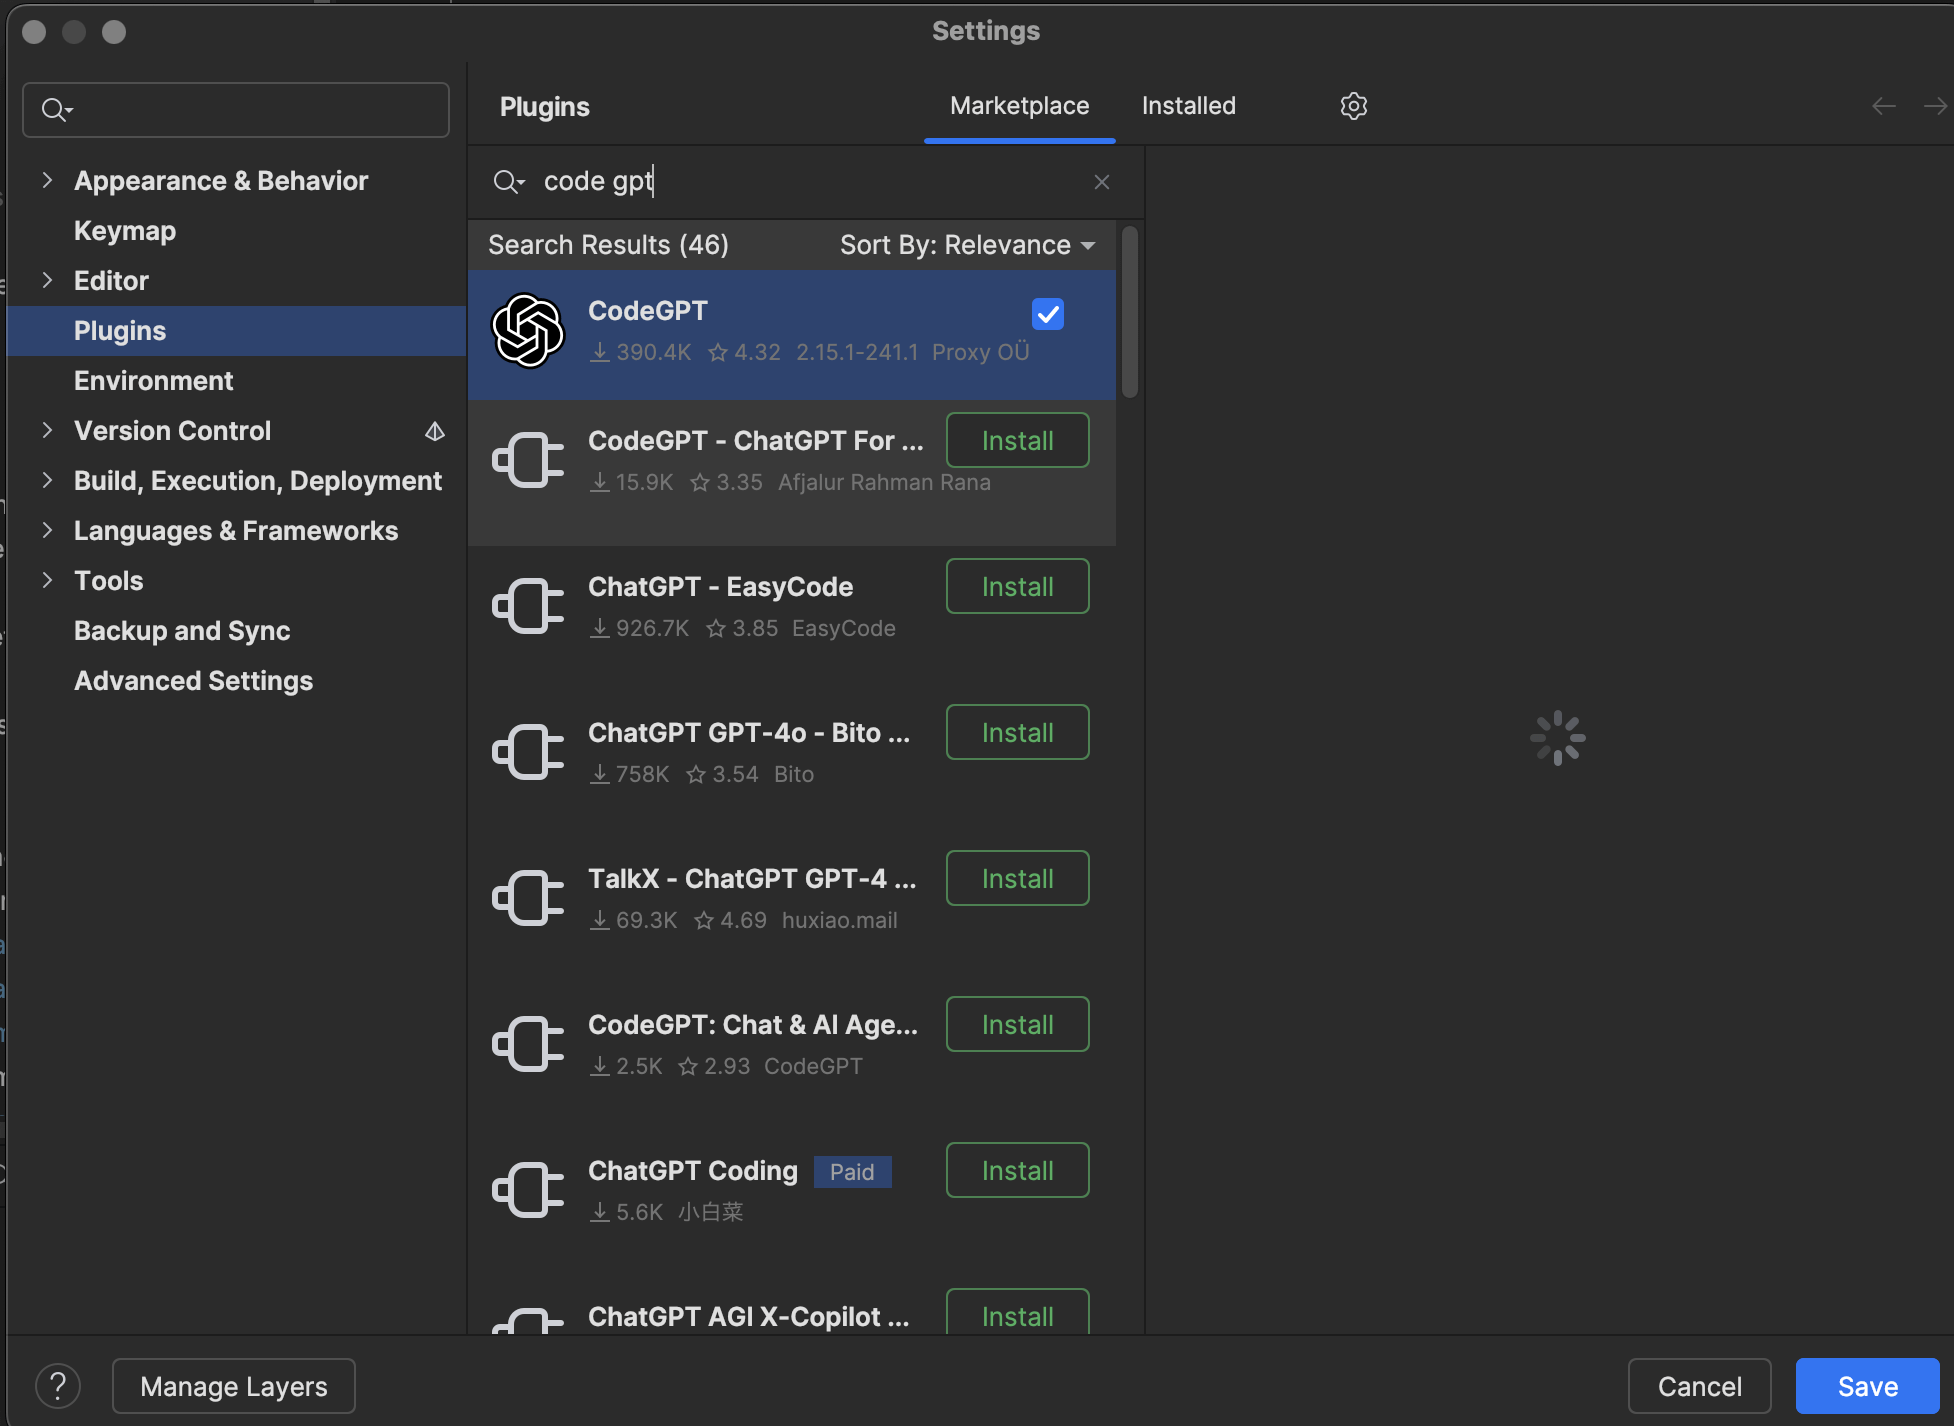 Settings
Appearance & Behavior
Keymap
Editor
Plugins
Environment
Version Control
Build, Execution, Deployment
Languages & Frameworks
Tools
Backup and Sync
Advanced Settings
Plugins
Marketplace
Installed
code gpt
Search Results (46)
Sort By: Relevance
CodeGPT
390.4K 4.32 2.15.1-241.1 Proxy OÜ
CodeGPT - ChatGPT For ...
Install
15.9K 3.35 Afjalur Rahman Rana
ChatGPT - EasyCode
Install
926.7K 3.85 EasyCode
ChatGPT GPT-4o - Bito ...
Install
758K 3.54 Bito
TalkX - ChatGPT GPT-4 ...
Install
69.3K 4.69 huxiao.mail
CodeGPT: Chat & AI Age...
Install
2.5K 2.93 CodeGPT
ChatGPT Coding Paid
Install
5.6K 小白菜
ChatGPT AGI X-Copilot ...
Install
?
Manage Layers
Cancel
Save